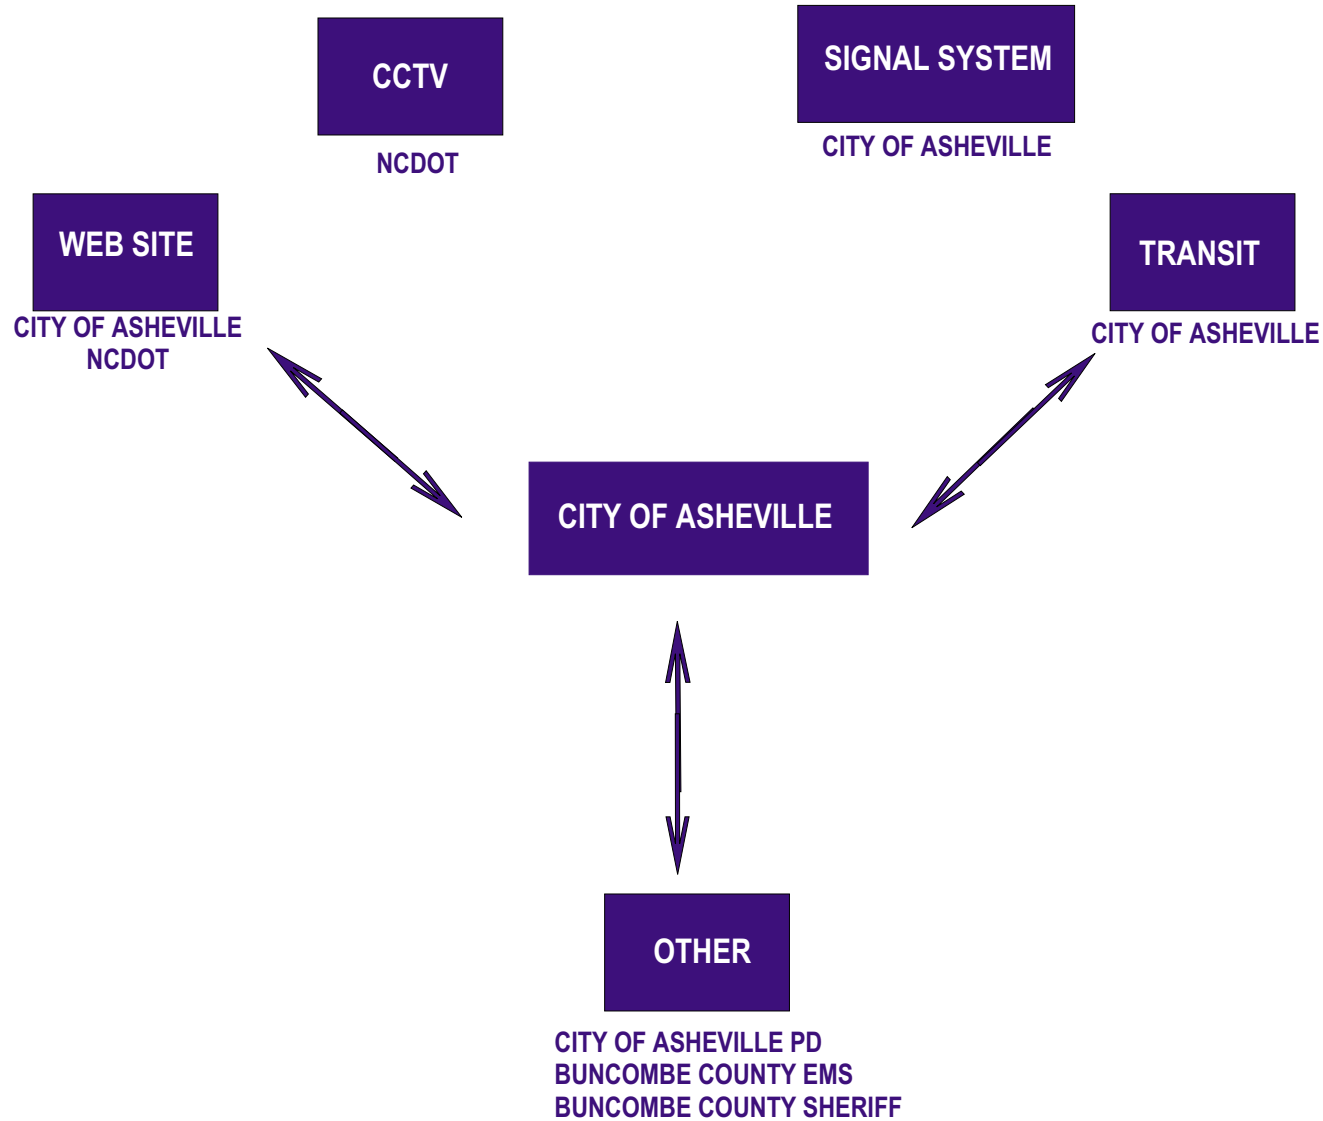 CCTV
NCDOT
SIGNAL SYSTEM
CITY OF ASHEVILLE
WEB SITE
CITY OF ASHEVILLE
NCDOT
TRANSIT
CITY OF ASHEVILLE
CITY OF ASHEVILLE
OTHER
CITY OF ASHEVILLE PD
BUNCOMBE COUNTY EMS
BUNCOMBE COUNTY SHERIFF